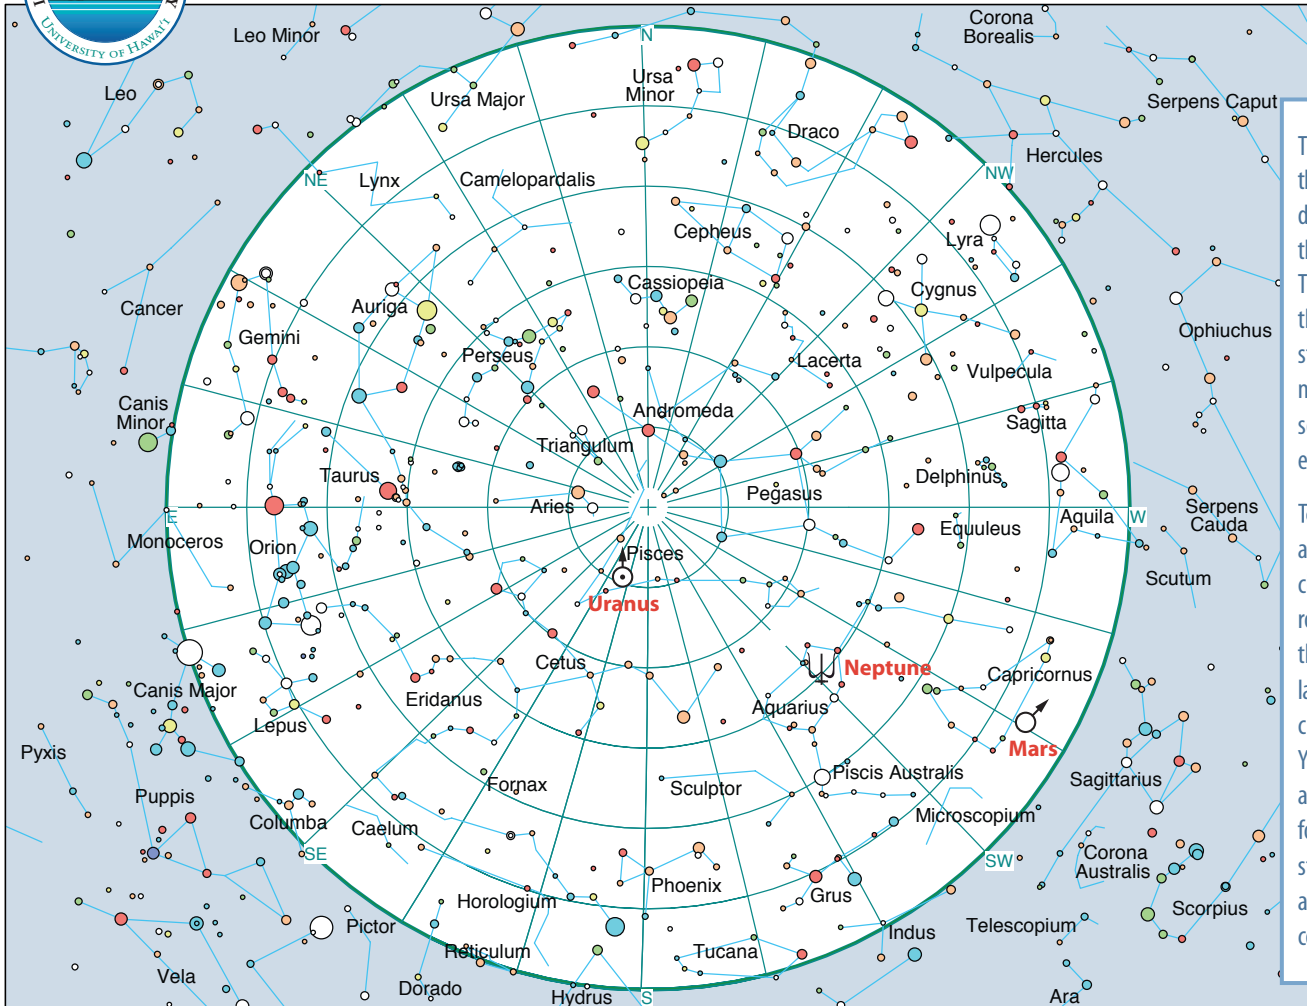 UNIVERSITY OF HAWAI'I
Leo Minor
Corona
Borealis
N
Ursa
Minor
Leo
Ursa Major
Serpens Caput
Draco
Hercules
NE
Lynx
Camelopardalis
NW
Cepheus
Lyra
Cassiopeia
Cygnus
Cancer
Auriga
Gemini
Perseus
Lacerta
Ophiuchus
Vulpecula
Canis
Minor
Andromeda
Sagitta
Triangulum
Taurus
Delphinus
Pegasus
Aries
Serpens
Cauda
E
Equuleus
Aquila
W
Monoceros
Orion
Pisces
Scutum
Uranus
Cetus
Neptune
Capricornus
Canis Major
Eridanus
Aquarius
Lepus
Mars
Pyxis
Piscis Australis
Sagittarius
Fornax
Sculptor
Puppis
Microscopium
Columba
Caelum
SE
SW
Corona
Australis
Phoenix
Grus
Horologium
Scorpius
Pictor
Telescopium
Indus
Reticulum
Tucana
Vela
Dorado
Hydrus
S
Ara